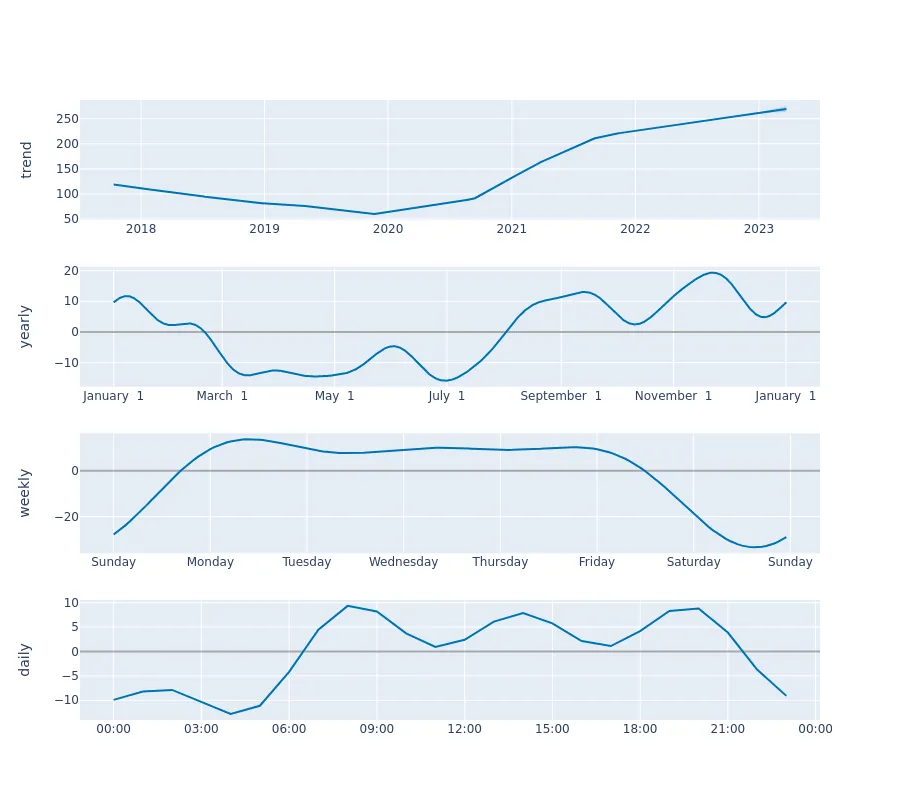 trend
250
200
150
100
50
2018 2019 2020 2021 2022 2023
yearly
20
10
0
−10
January 1 March 1 May 1 July 1 September 1 November 1 January 1
weekly
0
−20
Sunday Monday Tuesday Wednesday Thursday Friday Saturday Sunday
daily
10
5
0
−5
−10
00:00 03:00 06:00 09:00 12:00 15:00 18:00 21:00 00:00